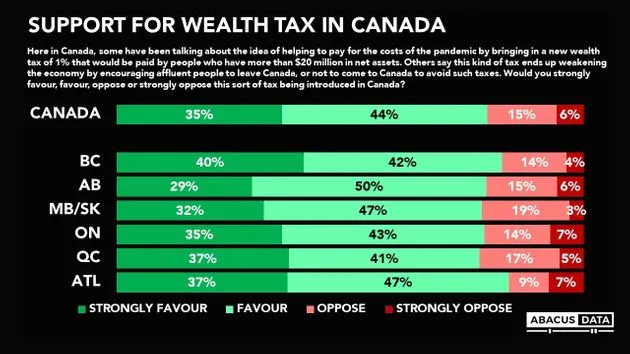 SUPPORT FOR WEALTH TAX IN CANADA
Here in Canada, some have been talking about the idea of helping to pay for the costs of the pandemic by bringing in a new wealth
tax of 1% that would be paid by people who have more than $20 million in net assets. Others say this kind of tax ends up weakening
the economy by encouraging affluent people to leave Canada, or not to come to Canada to avoid such taxes. Would you strongly
favour, favour, oppose or strongly oppose this sort of tax being introduced in Canada?
CANADA 35% 44% 15% 6%
BC 40% 42% 14% 4%
AB 29% 50% 15% 6%
MB/SK 32% 47% 19% 3%
ON 35% 43% 14% 7%
QC 37% 41% 17% 5%
ATL 37% 47% 9% 7%
STRONGLY FAVOUR FAVOUR OPPOSE STRONGLY OPPOSE
ABACUS DATA